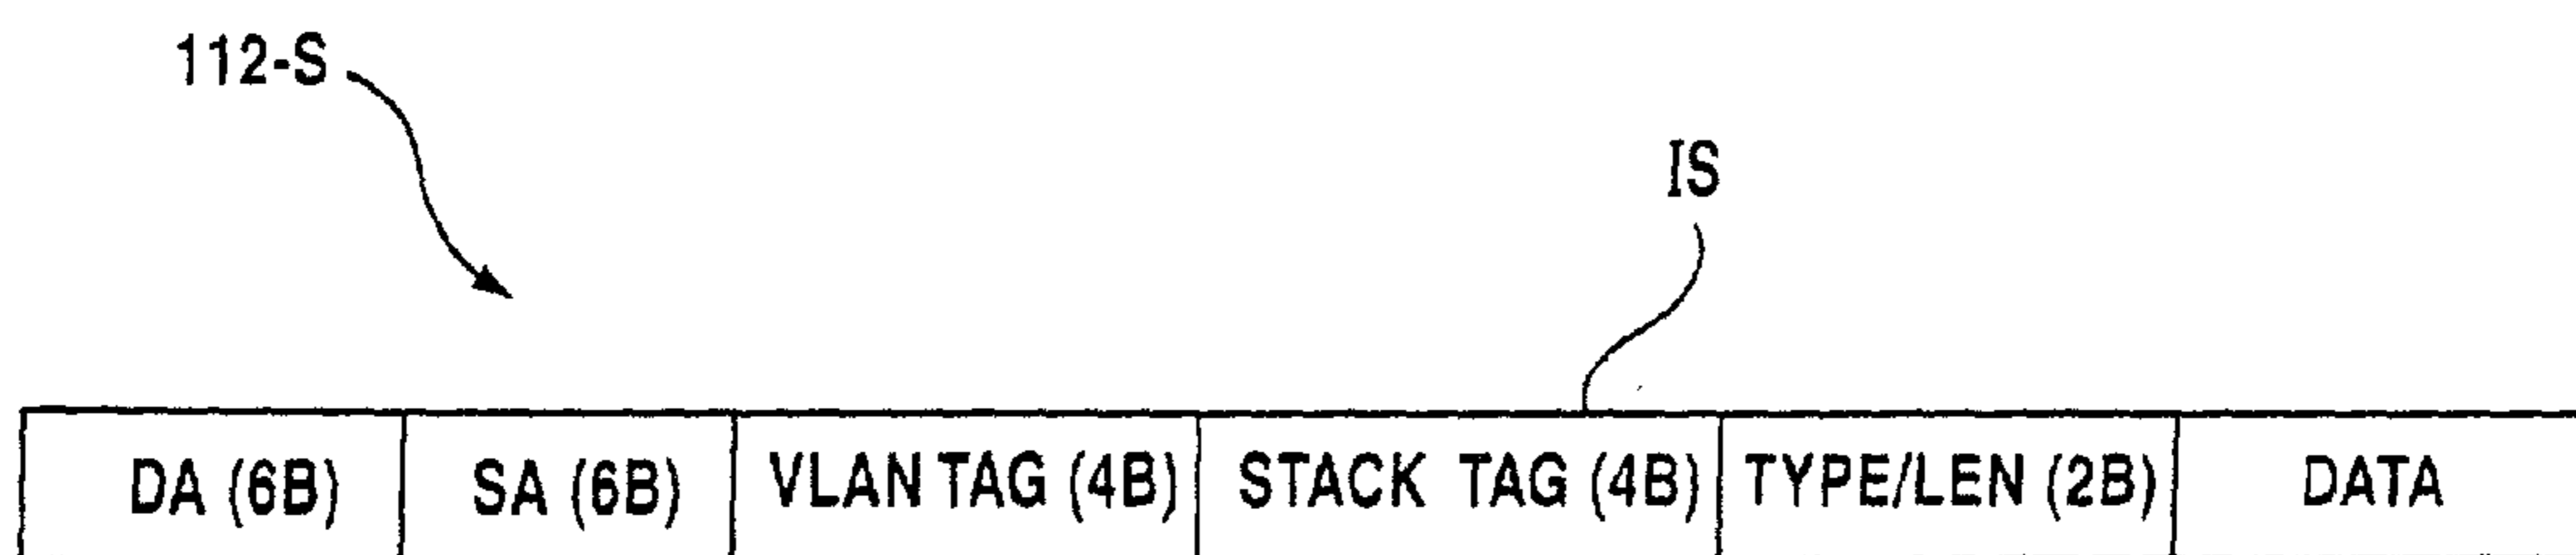 112-S
IS
DA (6B) SA (6B) VLAN TAG (4B) STACK TAG (4B) TYPE/LEN (2B) DATA